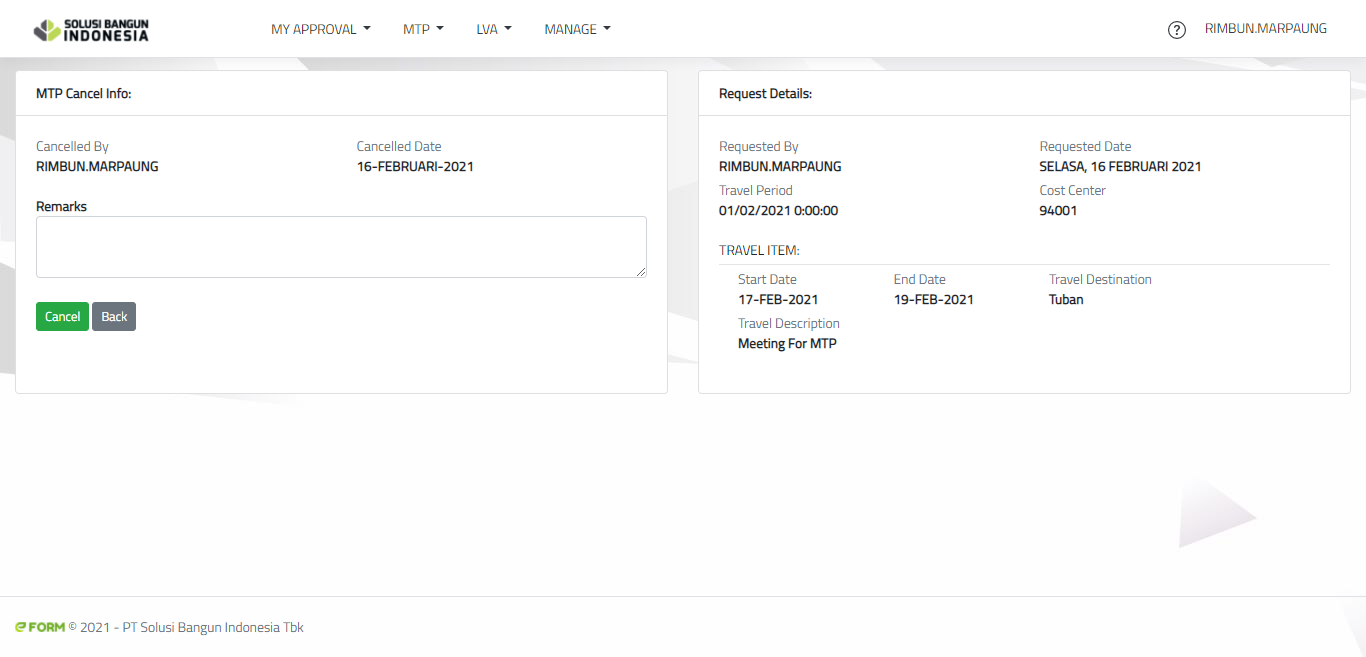 SOLUSI BANGUN
INDONESIA
MY APPROVAL MTP LVA MANAGE
? RIMBUN.MARPAUNG
MTP Cancel Info:
Cancelled By Cancelled Date
RIMBUN.MARPAUNG 16-FEBRUARI-2021
Remarks
Cancel Back
Request Details:
Requested By Requested Date
RIMBUN.MARPAUNG SELASA, 16 FEBRUARI 2021
Travel Period Cost Center
01/02/2021 0:00:00 94001
TRAVEL ITEM:
Start Date End Date Travel Destination
17-FEB-2021 19-FEB-2021 Tuban
Travel Description
Meeting For MTP
e FORM © 2021 - PT Solusi Bangun Indonesia Tbk